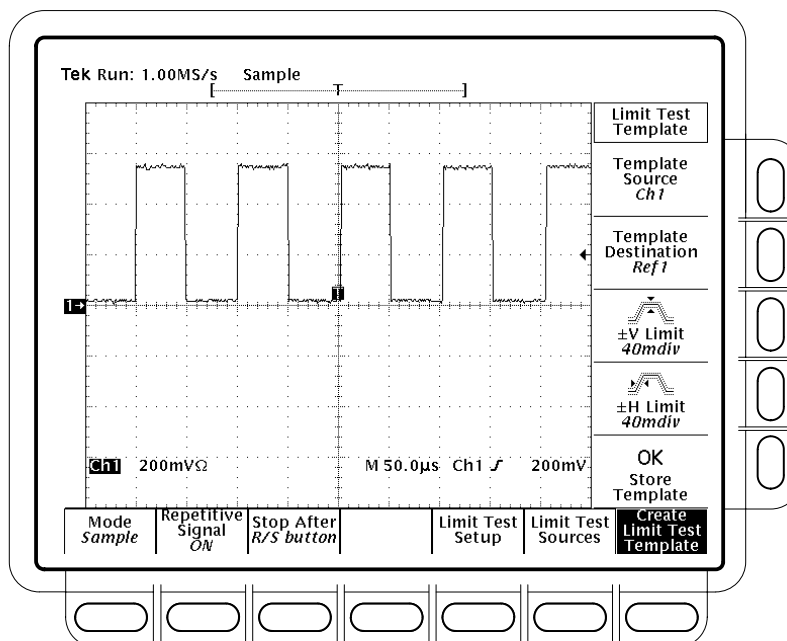 Tek Run: 1.00MS/s Sample
[ T ]
Limit Test
Template
Template
Source
Ch1
Template
Destination
Ref1
±V Limit
40mdiv
±H Limit
40mdiv
OK
Store
Template
T
1→
Ch1 200mVΩ M 50.0µs Ch1 200mV
Mode
Sample
Repetitive
Signal
ON
Stop After
R/S button
Limit Test
Setup
Limit Test
Sources
Create
Limit Test
Template